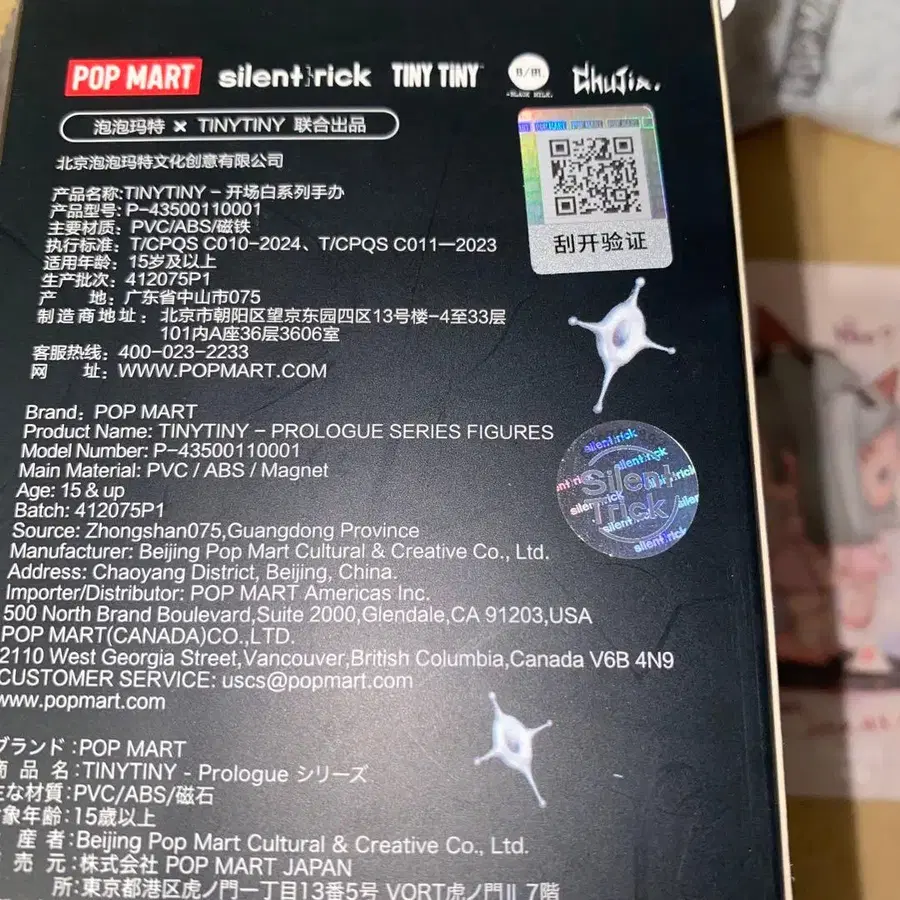 POP MART silent trick TINY TINY B/M. -BLACK MILK- ChuJia.
泡泡玛特 × TINYTINY 联合出品
北京泡泡玛特文化创意有限公司
产品名称:TINYTINY - 开场白系列手办
产品型号: P-43500110001
主要材质: PVC/ABS/磁铁
执行标准: T/CPQS C010-2024、T/CPQS C011—2023
适用年龄: 15岁及以上
生产批次: 412075P1
产 地: 广东省中山市075
制造商地址: 北京市朝阳区望京东园四区13号楼-4至33层
101内A座36层3606室
客服热线: 400-023-2233
网 址: WWW.POPMART.COM
POP MART
刮开验证
Brand: POP MART
Product Name: TINYTINY - PROLOGUE SERIES FIGURES
Model Number: P-43500110001
Main Material: PVC / ABS / Magnet
Age: 15 & up
Batch: 412075P1
Source: Zhongshan075,Guangdong Province
Manufacturer: Beijing Pop Mart Cultural & Creative Co., Ltd.
Address: Chaoyang District, Beijing, China.
Importer/Distributor: POP MART Americas Inc.
500 North Brand Boulevard,Suite 2000,Glendale,CA 91203,USA
POP MART(CANADA)CO.,LTD.
2110 West Georgia Street,Vancouver,British Columbia,Canada V6B 4N9
CUSTOMER SERVICE: uscs@popmart.com
www.popmart.com
silent trick
Silent
Trick
ブランド:POP MART
商 品 名:TINYTINY - Prologue シリーズ
主な材質:PVC/ABS/磁石
対象年齢:15歳以上
産 者:Beijing Pop Mart Cultural & Creative Co., Ltd.
売 元:株式会社 POP MART JAPAN
所:東京都港区虎ノ門一丁目13番5号 VORT虎ノ門Ⅱ 7階